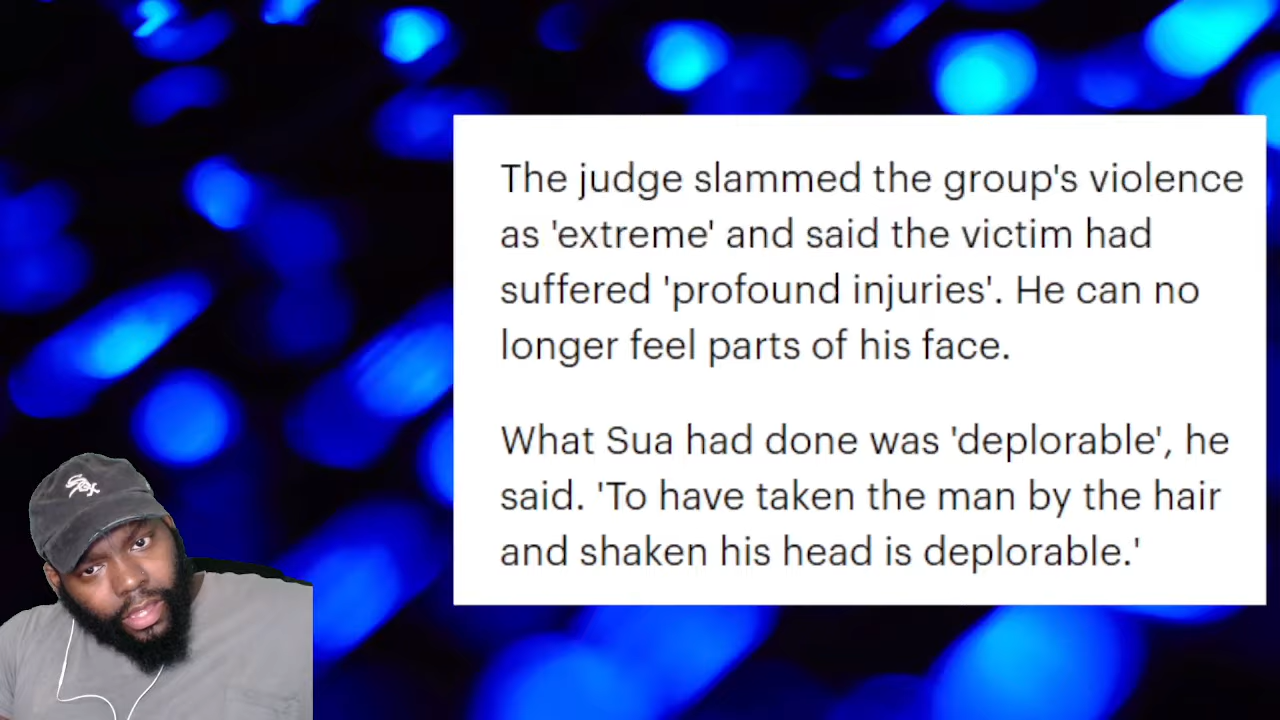 The judge slammed the group's violence
as 'extreme' and said the victim had
suffered 'profound injuries'. He can no
longer feel parts of his face.
What Sua had done was 'deplorable', he
said. 'To have taken the man by the hair
and shaken his head is deplorable.'
SOX